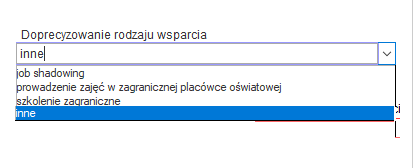 Doprecyzowanie rodzaju wsparcia
inne
job shadowing
prowadzenie zajęć w zagranicznej placówce oświatowej
szkolenie zagraniczne
inne